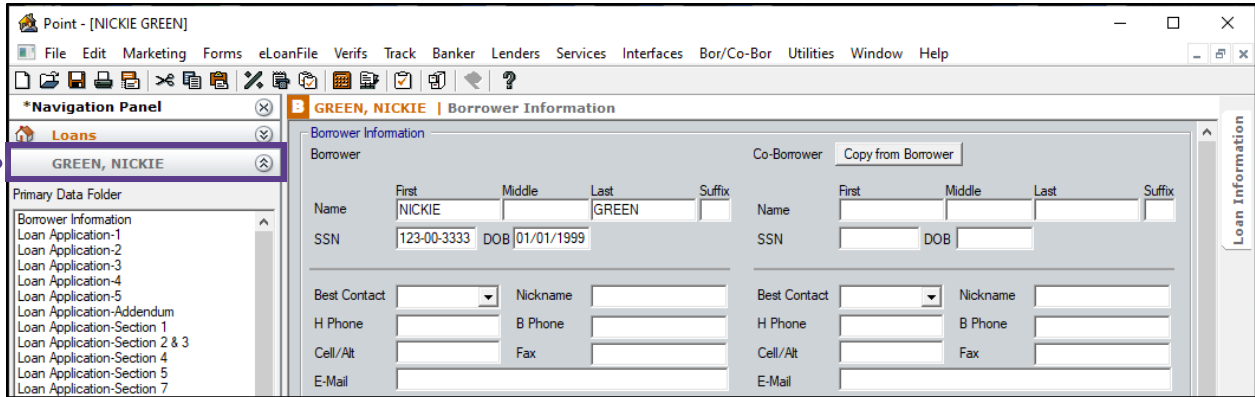 Point - [NICKIE GREEN]
File Edit Marketing Forms eLoanFile Verifs Track Banker Lenders Services Interfaces Bor/Co-Bor Utilities Window Help
*Navigation Panel
Loans
GREEN, NICKIE
Primary Data Folder
Borrower Information
Loan Application-1
Loan Application-2
Loan Application-3
Loan Application-4
Loan Application-5
Loan Application-Addendum
Loan Application-Section 1
Loan Application-Section 2 & 3
Loan Application-Section 4
Loan Application-Section 5
Loan Application-Section 7
B GREEN, NICKIE | Borrower Information
Borrower Information
Borrower
First Middle Last Suffix
Name NICKIE GREEN
SSN 123-00-3333 DOB 01/01/1999
Best Contact Nickname
H Phone B Phone
Cell/Alt Fax
E-Mail
Co-Borrower Copy from Borrower
First Middle Last Suffix
Name
SSN DOB
Best Contact Nickname
H Phone B Phone
Cell/Alt Fax
E-Mail
Loan Information